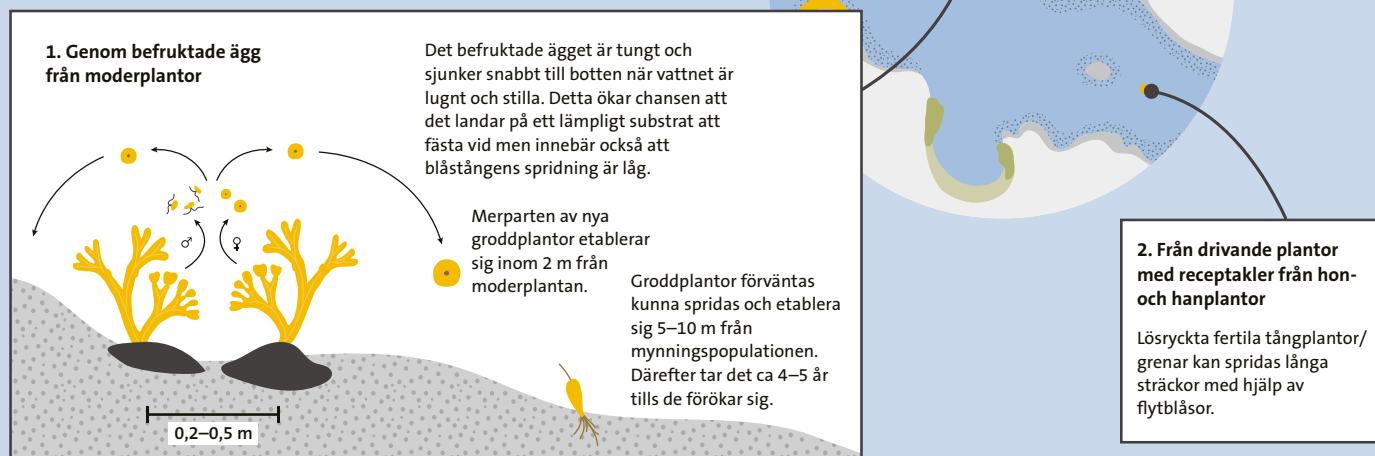 1. Genom befruktade ägg
från moderplantor
Det befruktade ägget är tungt och
sjunker snabbt till botten när vattnet är
lugnt och stilla. Detta ökar chansen att
det landar på ett lämpligt substrat att
fästa vid men innebär också att
blåstångens spridning är låg.
♂
♀
Merparten av nya
groddplantor etablerar
sig inom 2 m från
moderplantan.
Groddplantor förväntas
kunna spridas och etablera
sig 5–10 m från
mynningspopulationen.
Därefter tar det ca 4–5 år
tills de förökar sig.
0,2–0,5 m
2. Från drivande plantor
med receptakler från hon-
och hanplantor
Lösryckta fertila tångplantor/
grenar kan spridas långa
sträckor med hjälp av
flytblåsor.